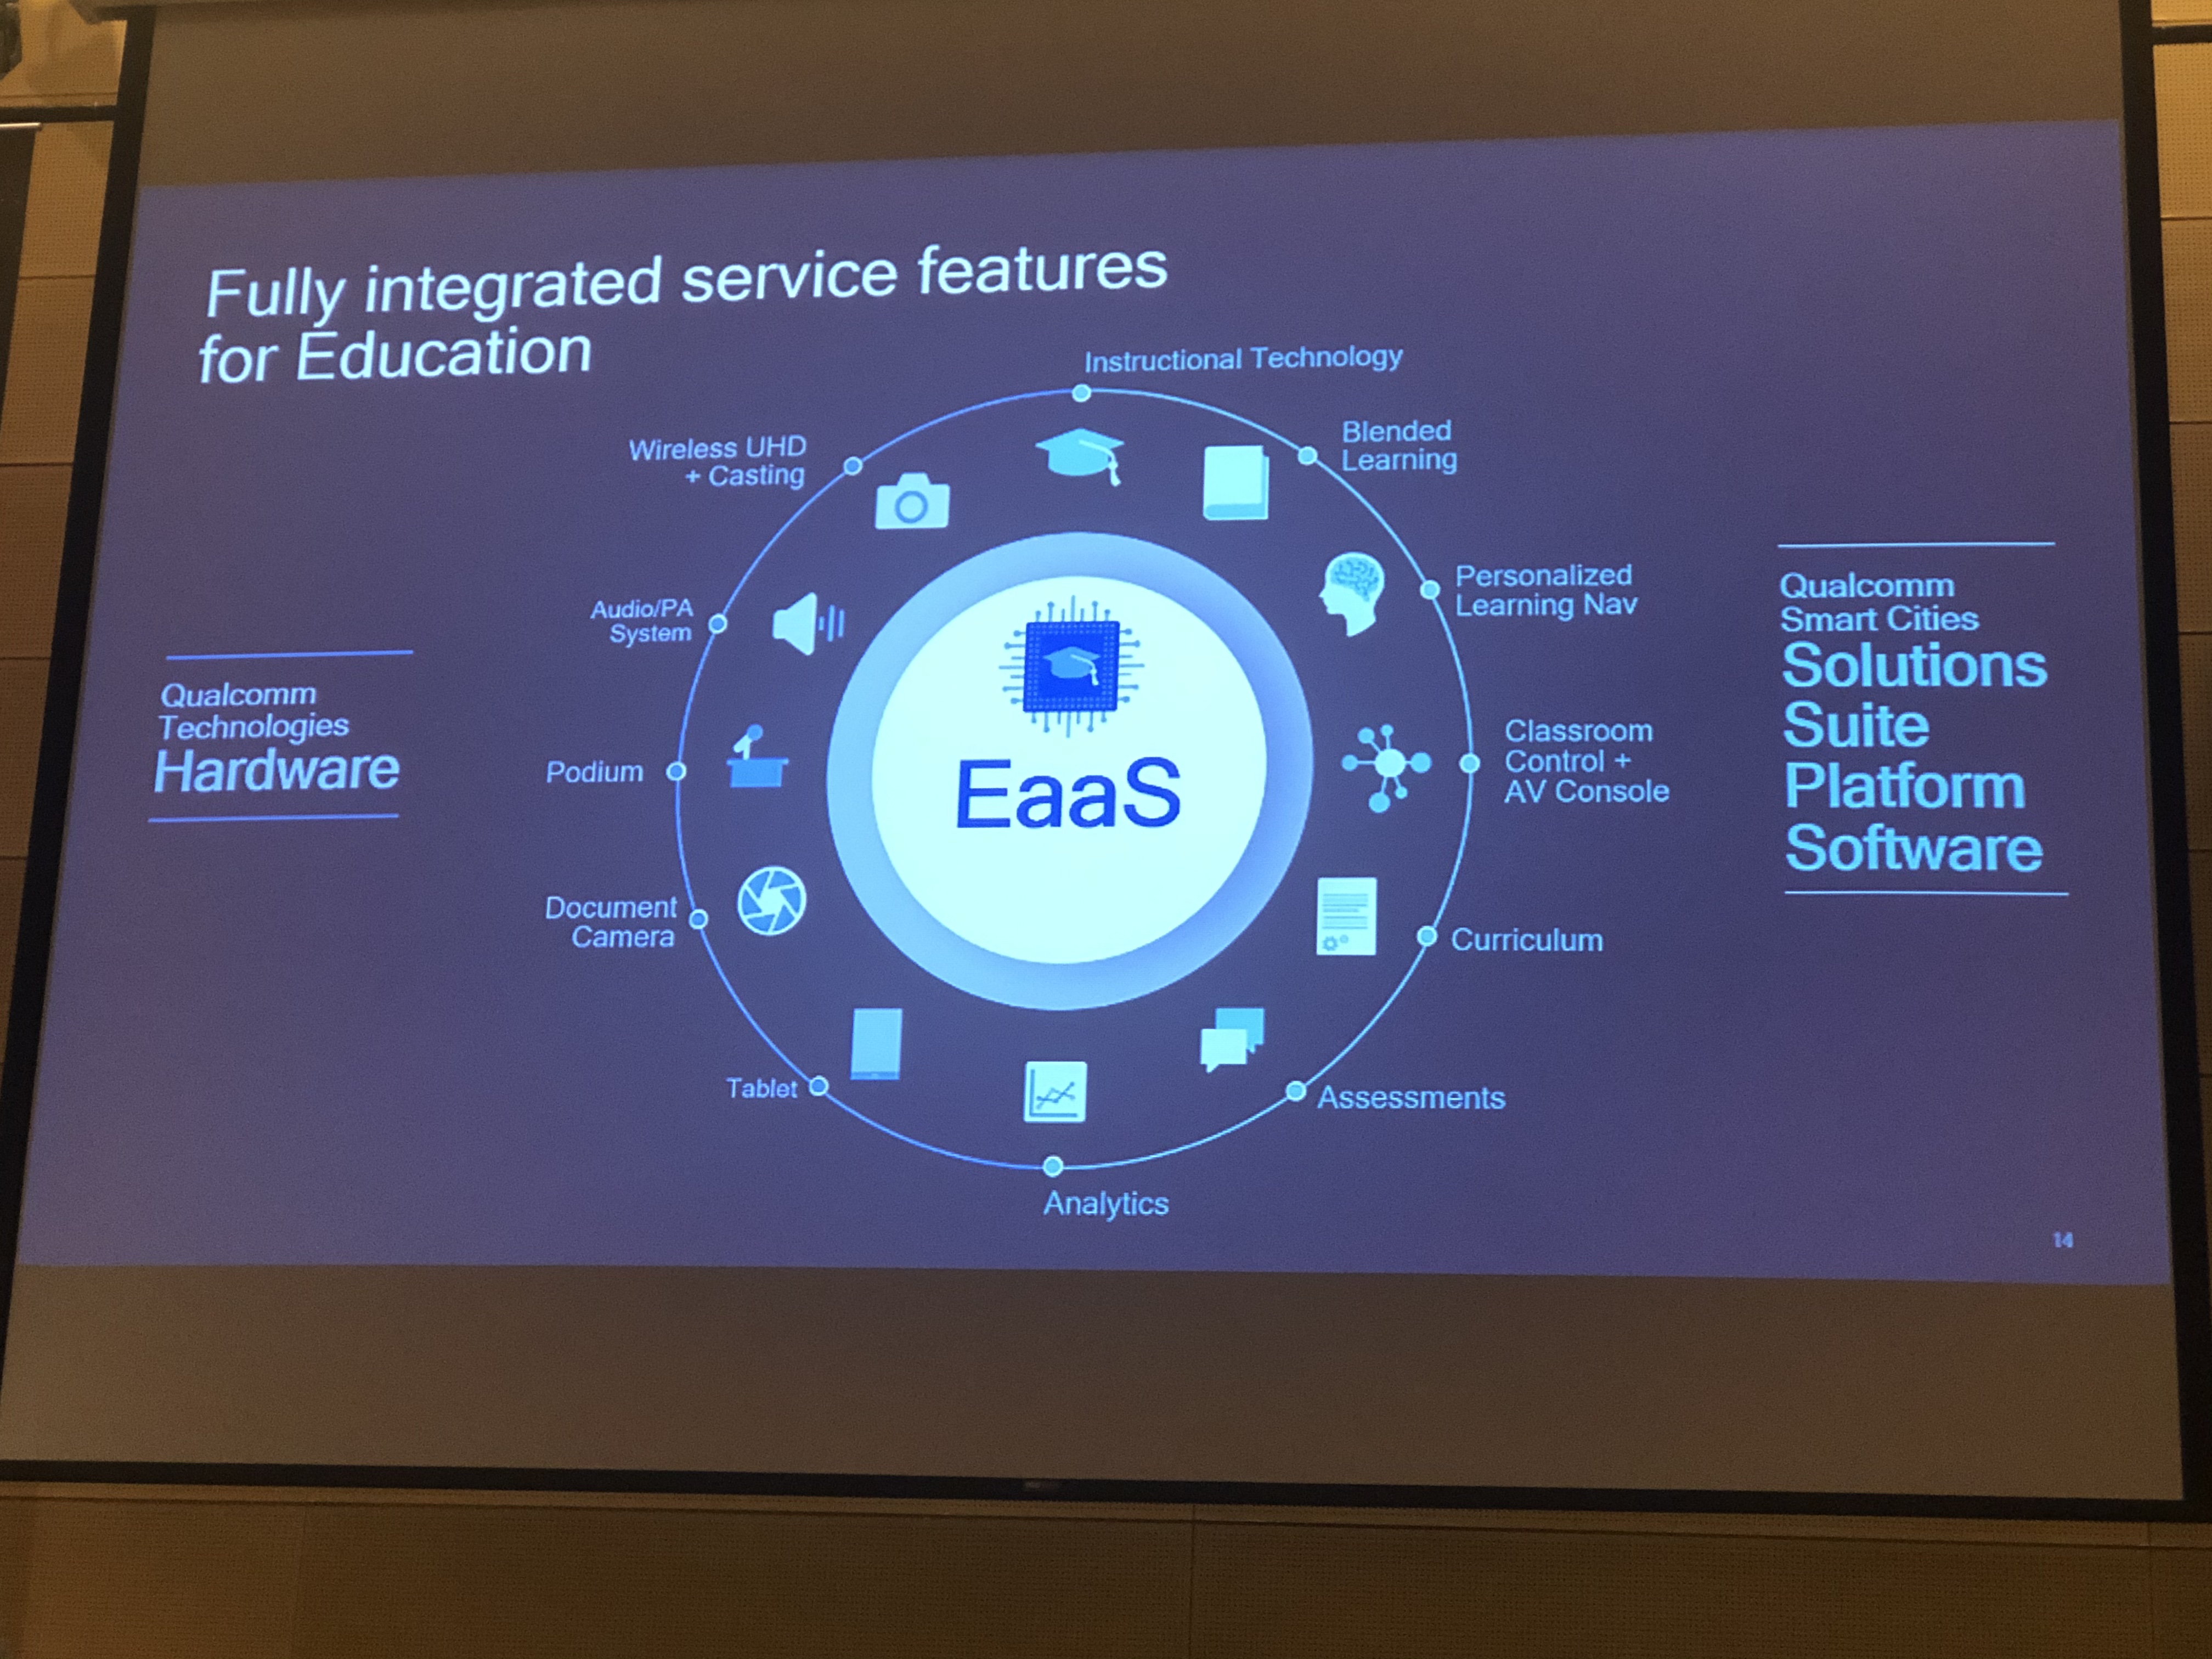 Fully integrated service features
for Education
Instructional Technology
Wireless UHD
+ Casting
Blended
Learning
Audio/PA
System
Personalized
Learning Nav
Qualcomm
Technologies
Hardware
Podium
EaaS
Classroom
Control +
AV Console
Qualcomm
Smart Cities
Solutions
Suite
Platform
Software
Document
Camera
Curriculum
Tablet
Assessments
Analytics
14